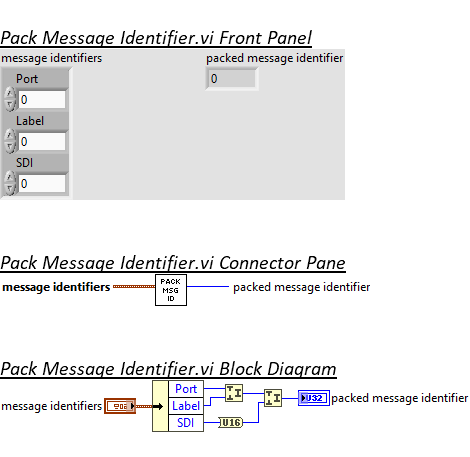 Pack Message Identifier.vi Front Panel
message identifiers
packed message identifier
Port
0
0
Label
0
SDI
0
Pack Message Identifier.vi Connector Pane
message identifiers
PACK
MSG
ID
packed message identifier
Pack Message Identifier.vi Block Diagram
message identifiers
Port
Label
SDI
U16
U32
packed message identifier